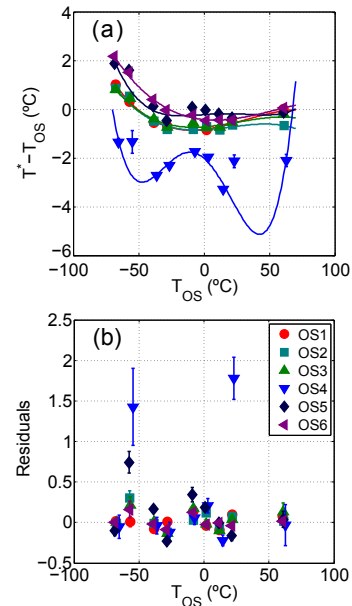 (a)
4
2
0
−2
−4
−6
T*−T_OS (ºC)
−100 −50 0 50 100
T_OS (ºC)
(b)
2.5
2
1.5
1
0.5
0
−0.5
Residuals
OS1
OS2
OS3
OS4
OS5
OS6
−100 −50 0 50 100
T_OS (ºC)